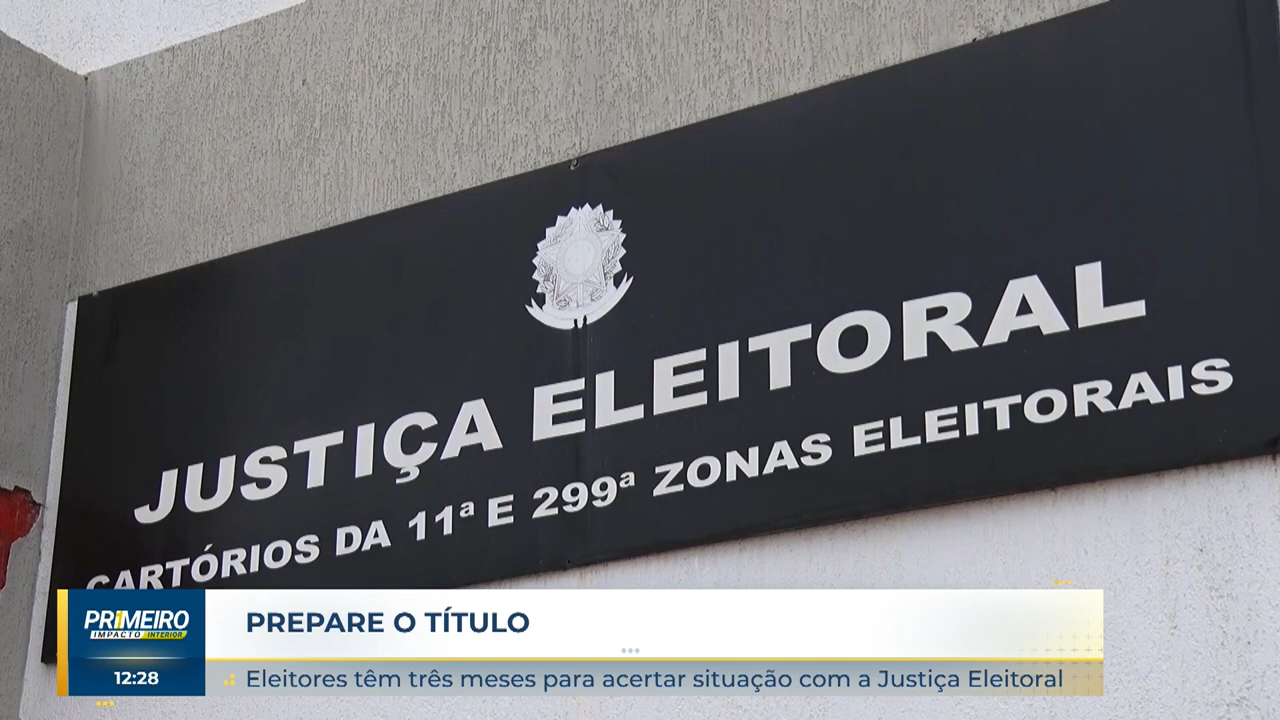 JUSTIÇA ELEITORAL
CARTÓRIOS DA 11ª E 299ª ZONAS ELEITORAIS
PRIMEIRO
IMPACTO INTERIOR
12:28
PREPARE O TÍTULO
Eleitores têm três meses para acertar situação com a Justiça Eleitoral